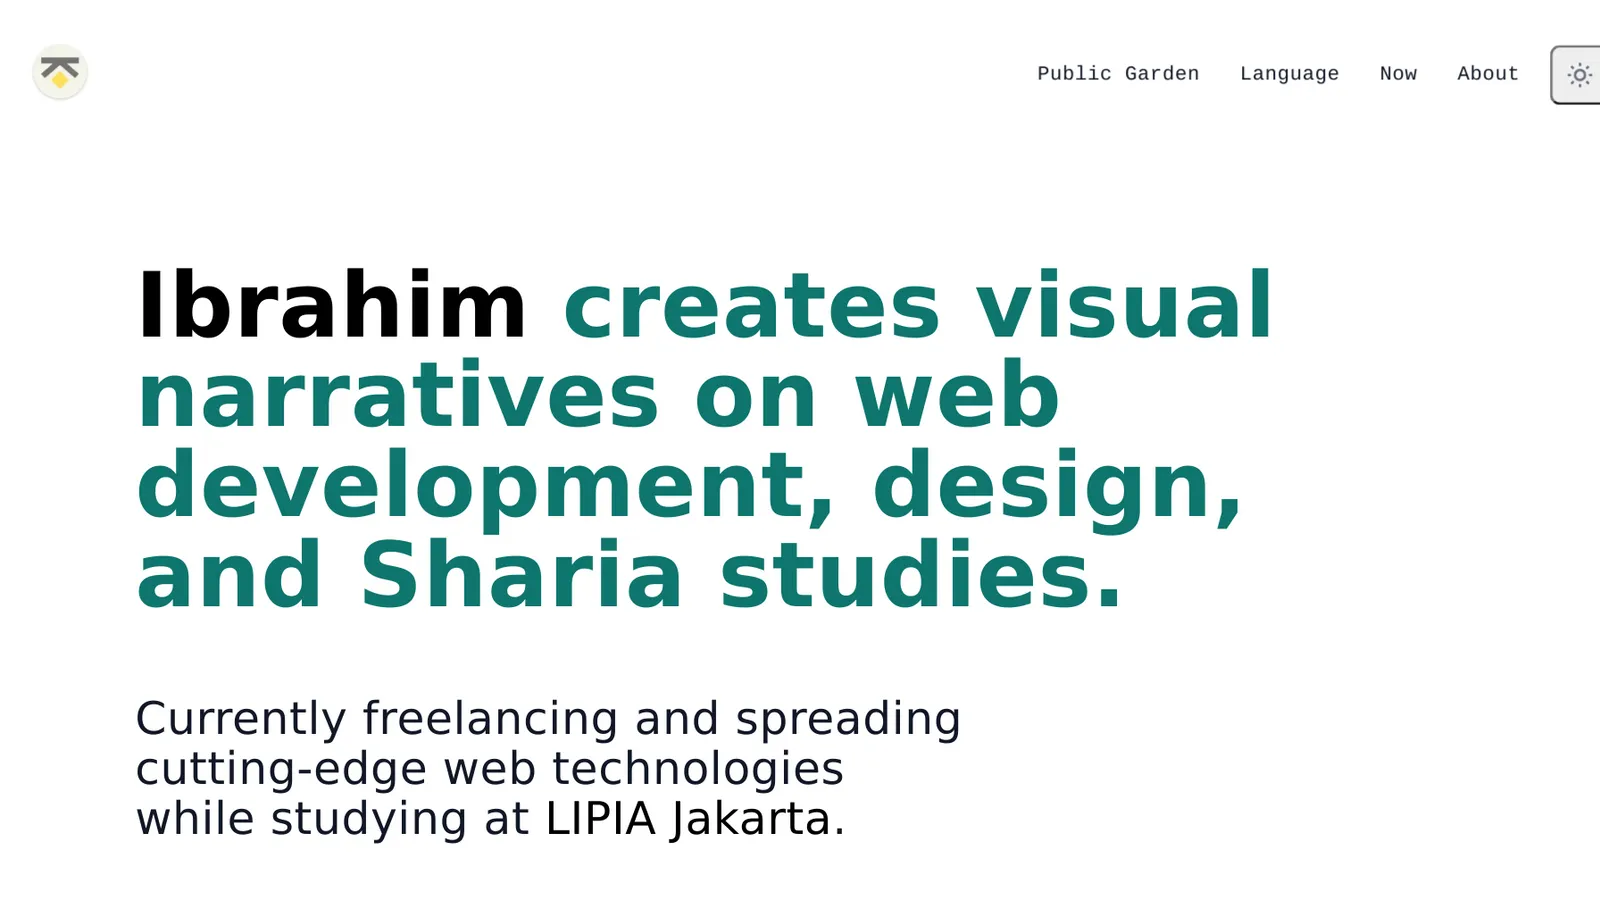 Public Garden Language Now About
Ibrahim creates visual
narratives on web
development, design,
and Sharia studies.
Currently freelancing and spreading
cutting-edge web technologies
while studying at LIPIA Jakarta.